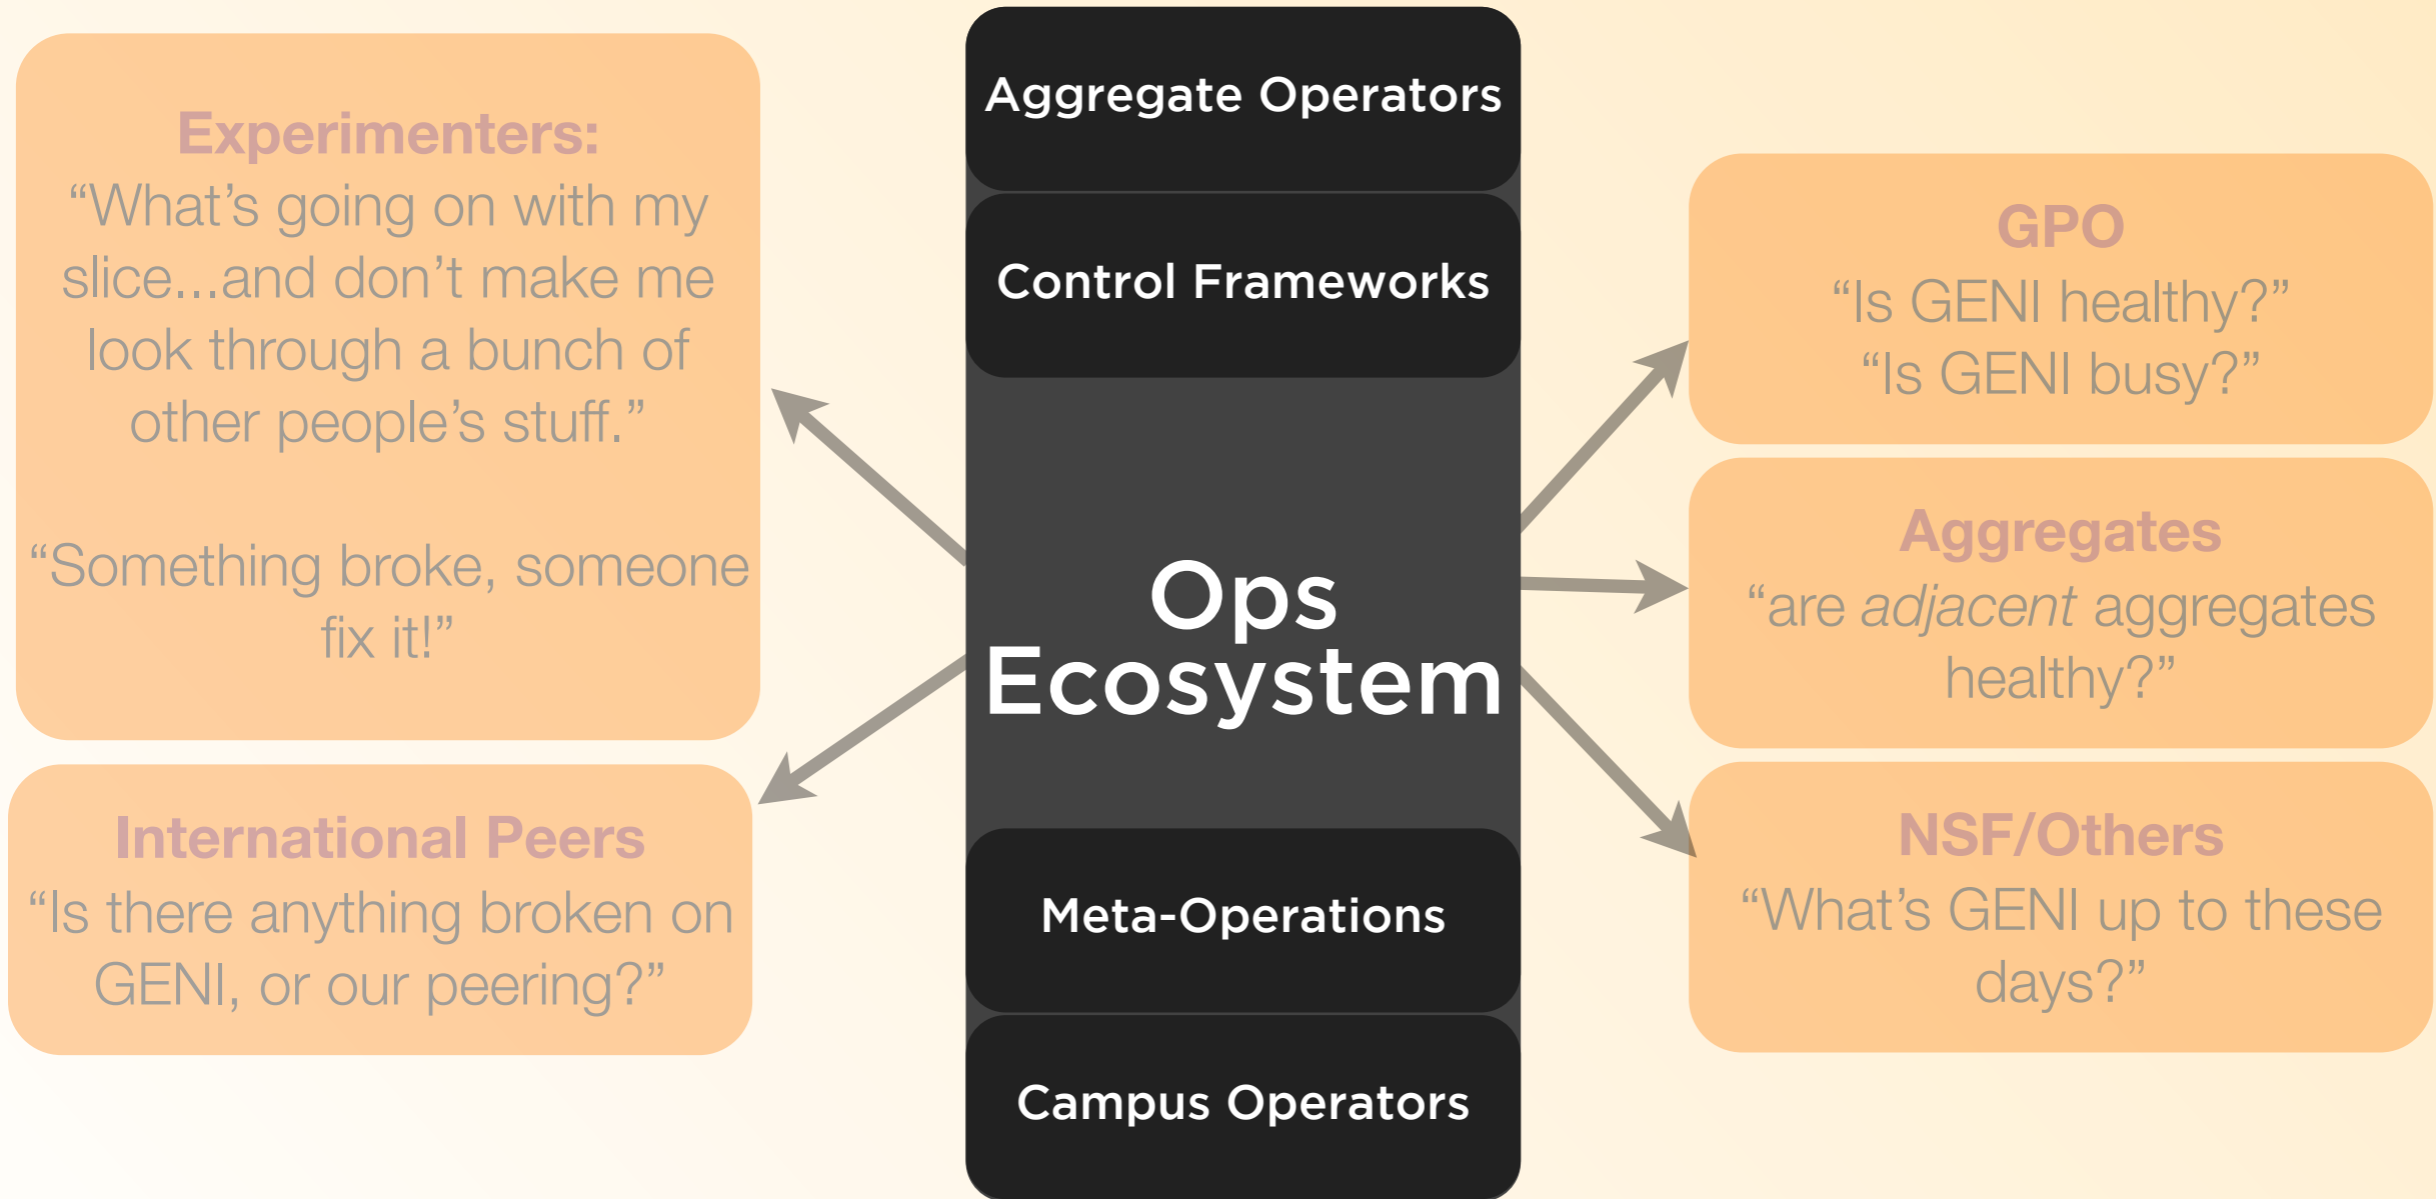 Experimenters:
“What’s going on with my
slice...and don’t make me
look through a bunch of
other people’s stuff.”
“Something broke, someone
fix it!”
International Peers
“Is there anything broken on
GENI, or our peering?”
Aggregate Operators
Control Frameworks
Ops
Ecosystem
Meta-Operations
Campus Operators
GPO
“Is GENI healthy?”
“Is GENI busy?”
Aggregates
“are adjacent aggregates
healthy?”
NSF/Others
“What’s GENI up to these
days?”